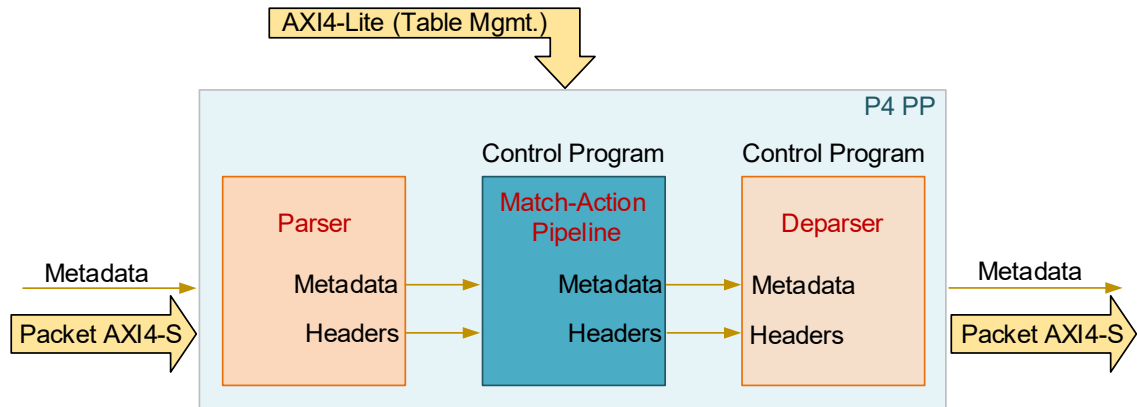 AXI4-Lite (Table Mgmt.)
P4 PP
Control Program
Control Program
Parser
Match-Action
Pipeline
Deparser
Metadata
Metadata
Metadata
Metadata
Metadata
Packet AXI4-S
Headers
Headers
Headers
Packet AXI4-S